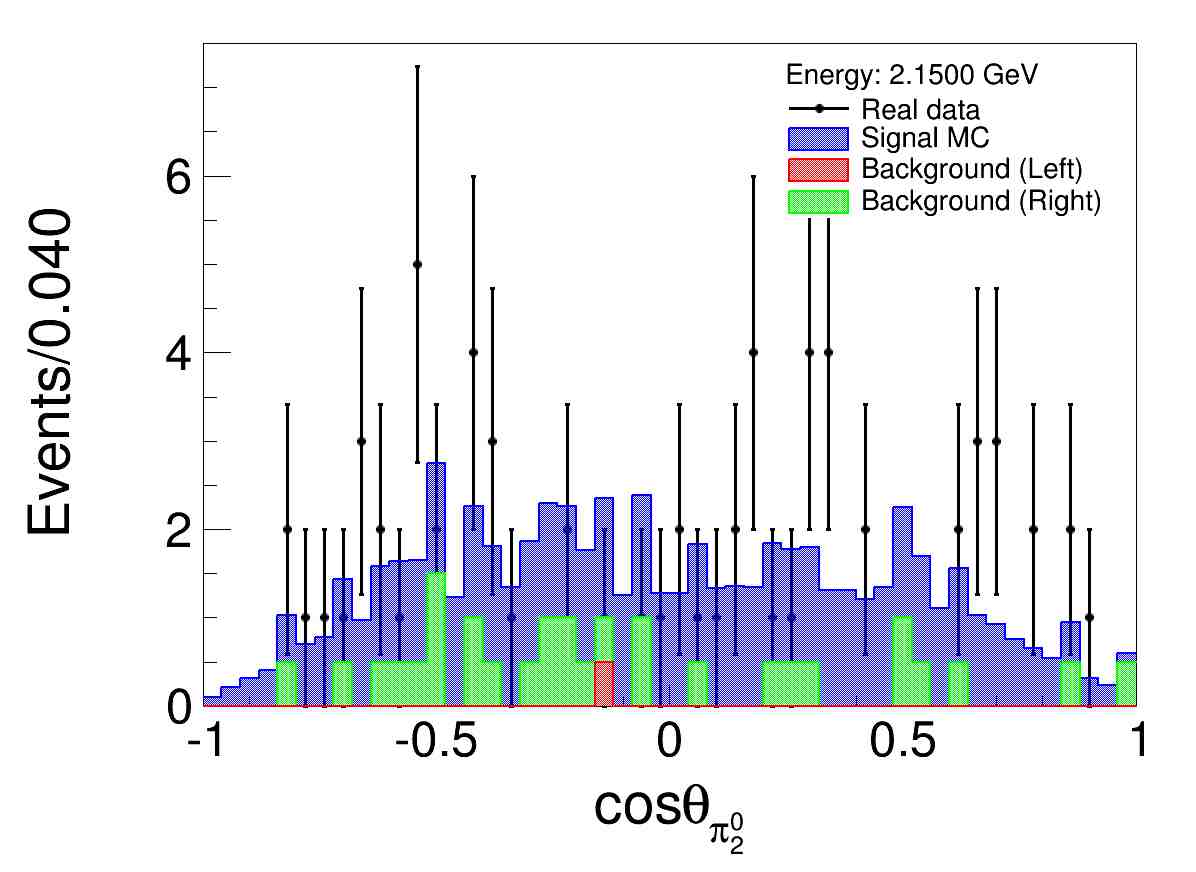 Energy: 2.1500 GeV
Real data
Signal MC
Background (Left)
Background (Right)
Events/0.040
6
4
2
0
-1
-0.5
0
0.5
1
cosθπ⁰₂